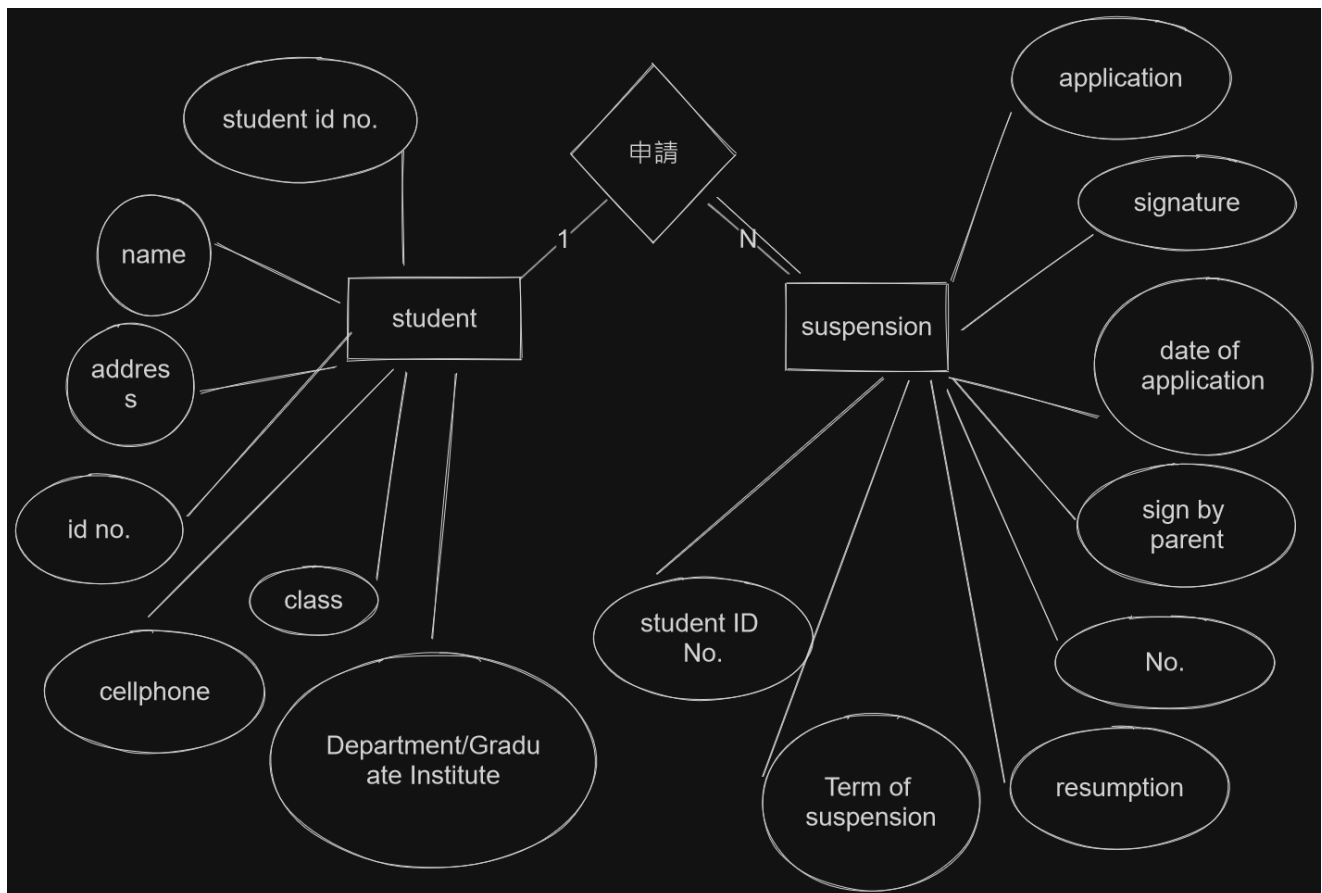 application
student id no.
申請
signature
1
N
name
student
suspension
date of
application
addres
s
sign by
parent
id no.
class
student ID
No.
No.
cellphone
Department/Gradu
ate Institute
Term of
suspension
resumption